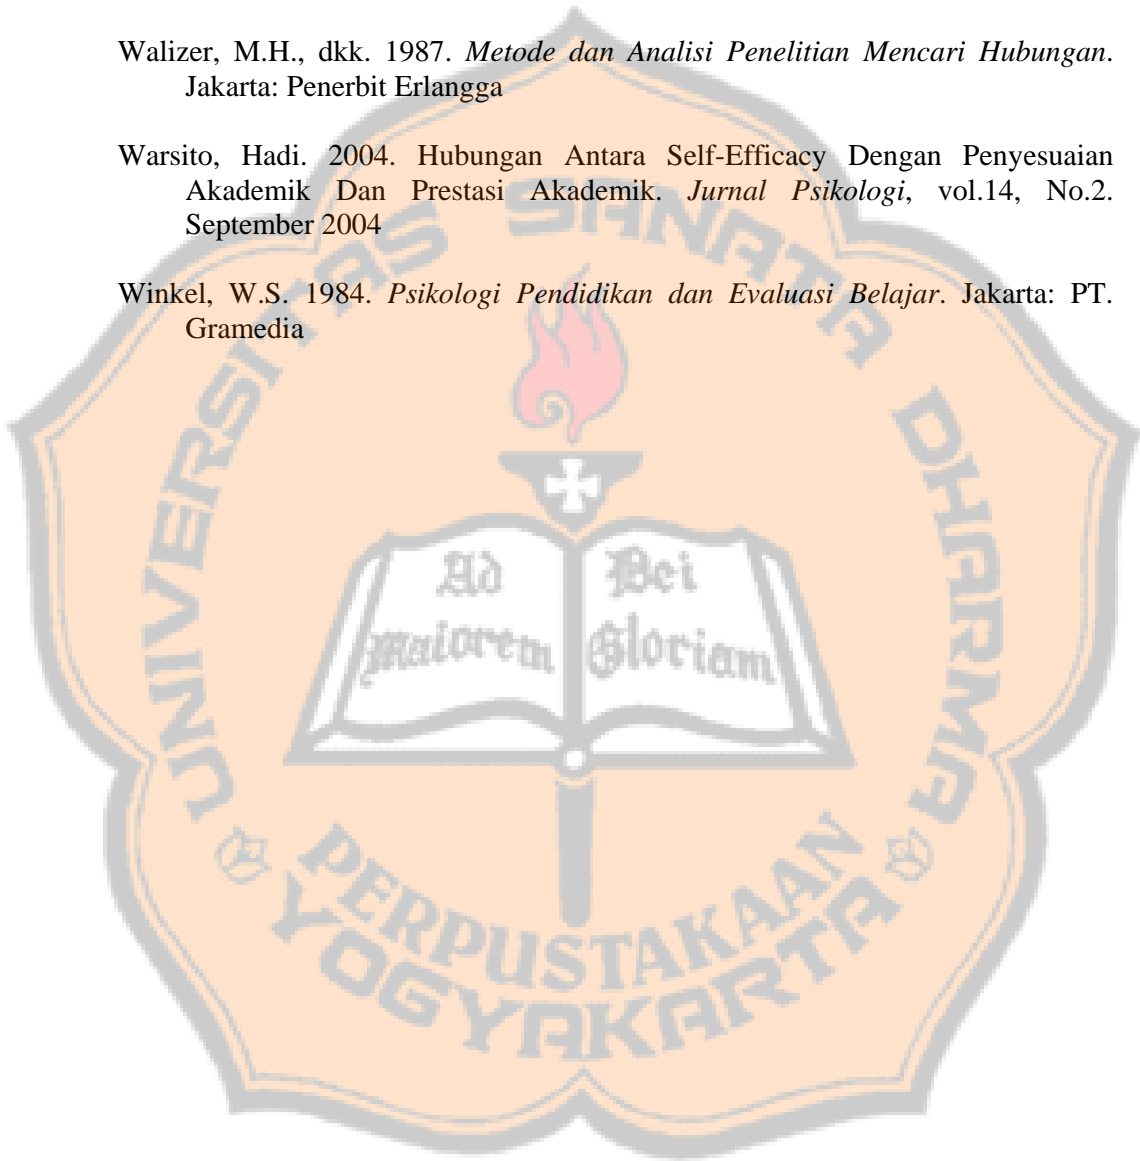 Walizer, M.H., dkk. 1987. Metode dan Analisi Penelitian Mencari Hubungan.
Jakarta: Penerbit Erlangga
Warsito, Hadi. 2004. Hubungan Antara Self-Efficacy Dengan Penyesuaian
Akademik Dan Prestasi Akademik. Jurnal Psikologi, vol.14, No.2.
September 2004
Winkel, W.S. 1984. Psikologi Pendidikan dan Evaluasi Belajar. Jakarta: PT.
Gramedia
UNIVERSITAS SANATA DHARMA
Ad Dei
maiorem Gloriam
PERPUSTAKAAN
YOGYAKARTA